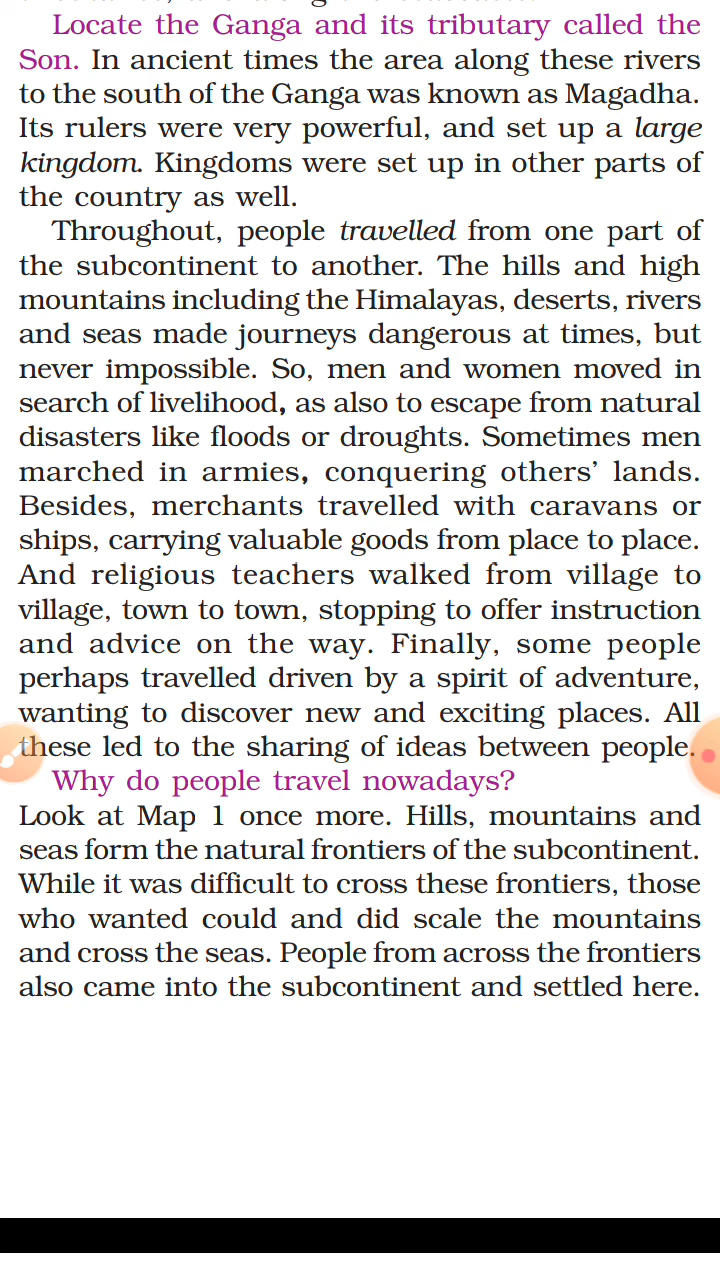 Locate the Ganga and its tributary called the
Son. In ancient times the area along these rivers
to the south of the Ganga was known as Magadha.
Its rulers were very powerful, and set up a large
kingdom. Kingdoms were set up in other parts of
the country as well.
Throughout, people travelled from one part of
the subcontinent to another. The hills and high
mountains including the Himalayas, deserts, rivers
and seas made journeys dangerous at times, but
never impossible. So, men and women moved in
search of livelihood, as also to escape from natural
disasters like floods or droughts. Sometimes men
marched in armies, conquering others’ lands.
Besides, merchants travelled with caravans or
ships, carrying valuable goods from place to place.
And religious teachers walked from village to
village, town to town, stopping to offer instruction
and advice on the way. Finally, some people
perhaps travelled driven by a spirit of adventure,
wanting to discover new and exciting places. All
these led to the sharing of ideas between people.
Why do people travel nowadays?
Look at Map 1 once more. Hills, mountains and
seas form the natural frontiers of the subcontinent.
While it was difficult to cross these frontiers, those
who wanted could and did scale the mountains
and cross the seas. People from across the frontiers
also came into the subcontinent and settled here.